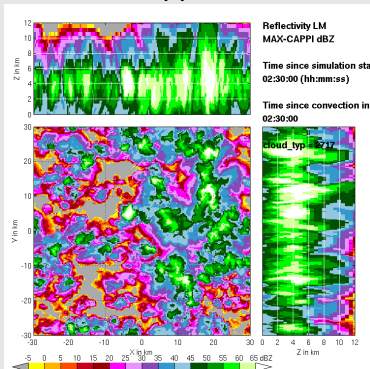 Reflectivity LM
MAX-CAPPI dBZ
Time since simulation sta
02:30:00 (hh:mm:ss)
Time since convection in
02:30:00
cloud_typ = 2717
12
10
8
6
4
2
0
Z in km
30
20
10
0
-10
-20
-30
Y in km
-30 -20 -10 0 10 20 30
X in km
0 2 4 6 8 10 12
Z in km
-5 0 5 10 15 20 25 30 35 40 45 50 55 60 65 dBZ